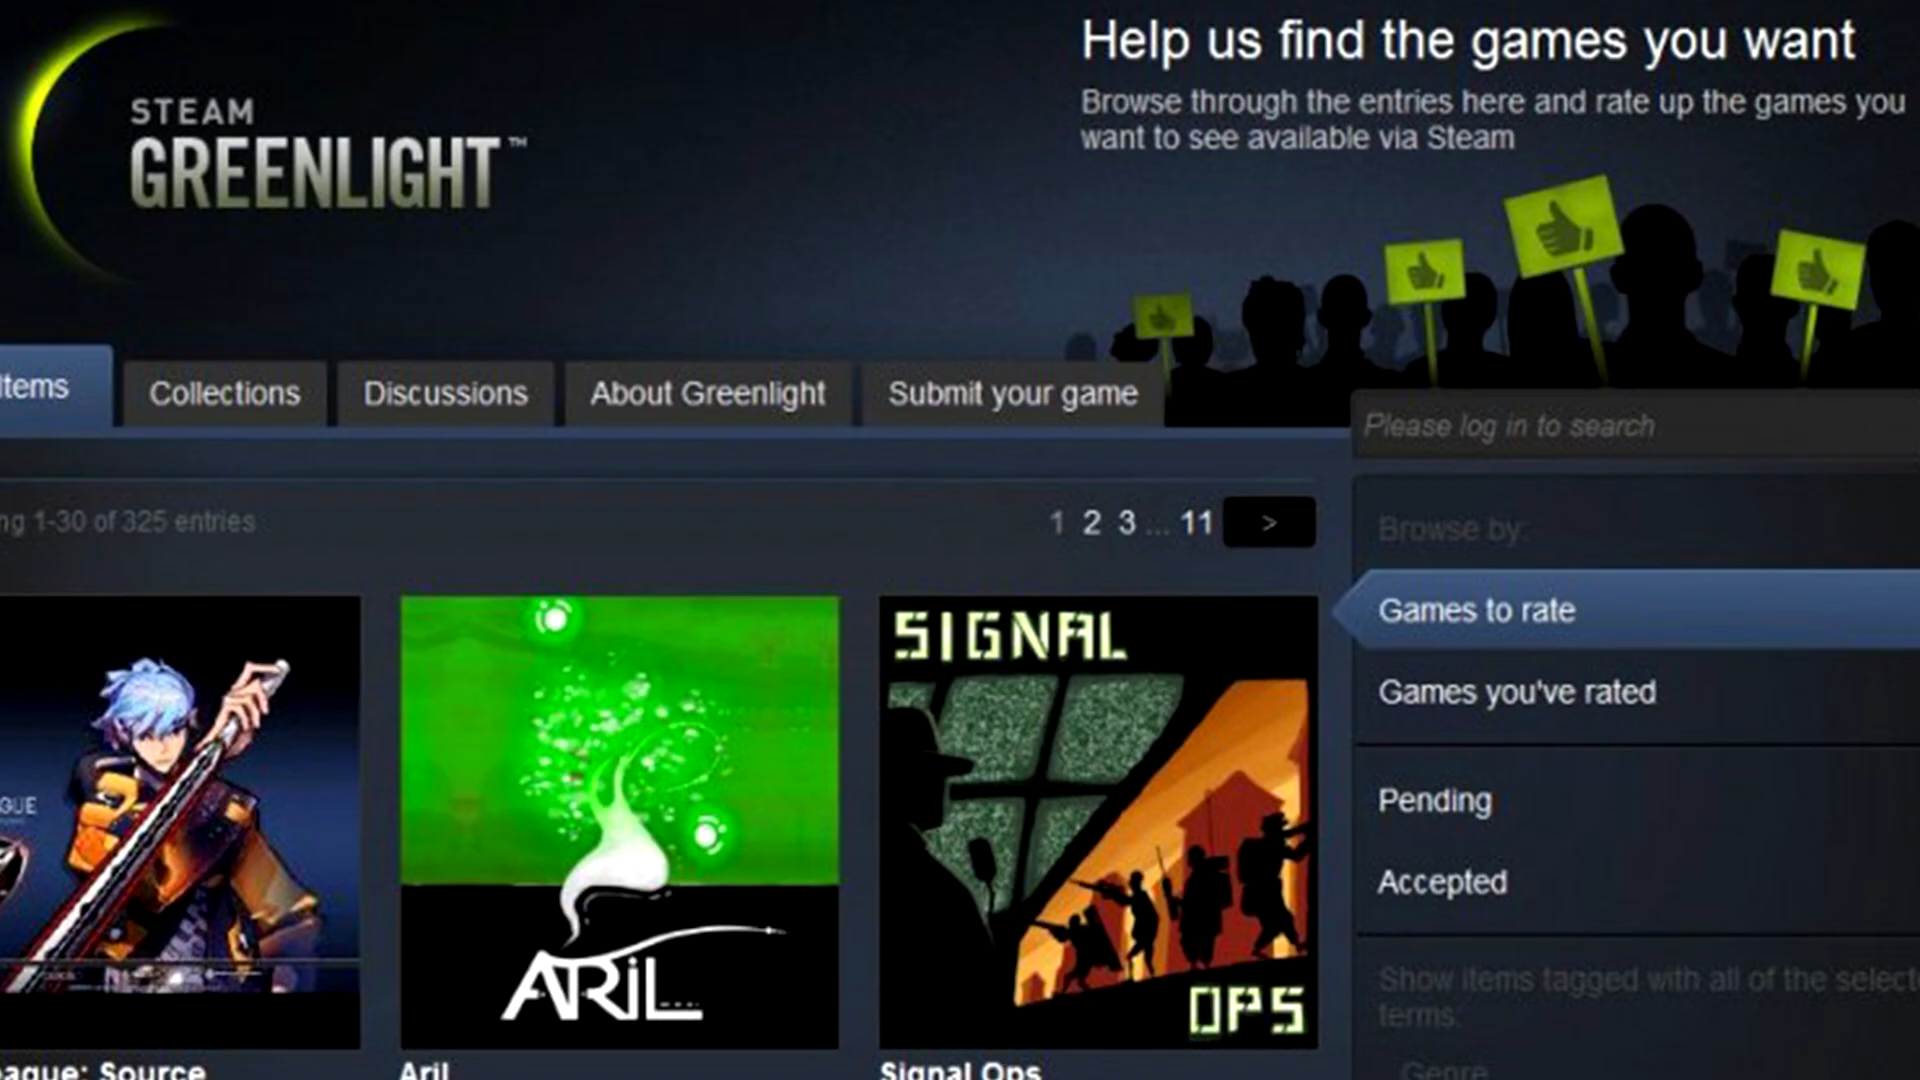 Help us find the games you want
Browse through the entries here and rate up the games you
want to see available via Steam
STEAM
GREENLIGHT™
Items
Collections
Discussions
About Greenlight
Submit your game
Please log in to search
1-30 of 325 entries
1 2 3 ... 11 >
Browse by:
Games to rate
Games you've rated
Pending
Accepted
Show items tagged with all of the
terms:
Genre
SIGNAL
OPS
ARIL
Source
Aril
Signal Ops